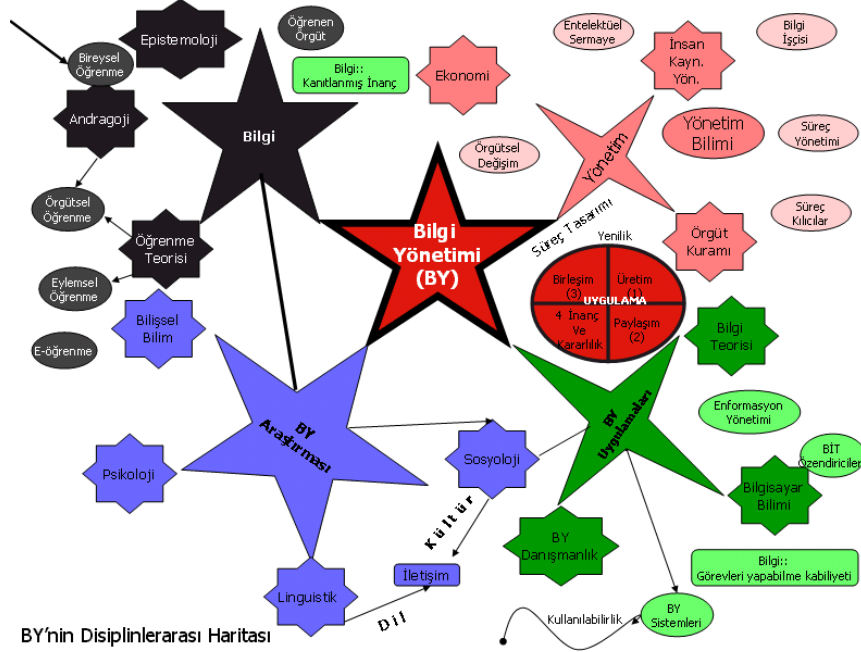 Epistemoloji
Öğrenen
Örgüt
Bireysel
Öğrenme
Bilgi::
Kanıtlanmış İnanç
Ekonomi
Entelektüel
Sermaye
İnsan
Kayn.
Yön.
Bilgi
İşçisi
Andragoji
Bilgi
Örgütsel
Değişim
Yönetim
Yönetim
Bilimi
Süreç
Yönetimi
Örgütsel
Öğrenme
Öğrenme
Teorisi
Bilgi
Yönetimi
(BY)
Süreç Tasarımı
Yenilik
Örgüt
Kuramı
Süreç
Kılıcılar
Eylemsel
Öğrenme
Birleşim
(3)
Üretim
(1)
UYGULAMA
4 İnanç
Ve
Kararlılık
Paylaşım
(2)
Bilişsel
Bilim
Bilgi
Teorisi
E-öğrenme
BY
Araştırması
BY
Uygulamaları
Enformasyon
Yönetimi
Psikoloji
Sosyoloji
BİT
Özendiriciler
Bilgisayar
Bilimi
Kültür
BY
Danışmanlık
Bilgi::
Görevleri yapabilme kabiliyeti
İletişim
Linguistik
Dil
Kullanılabilirlik
BY
Sistemleri
BY’nin Disiplinlerarası Haritası